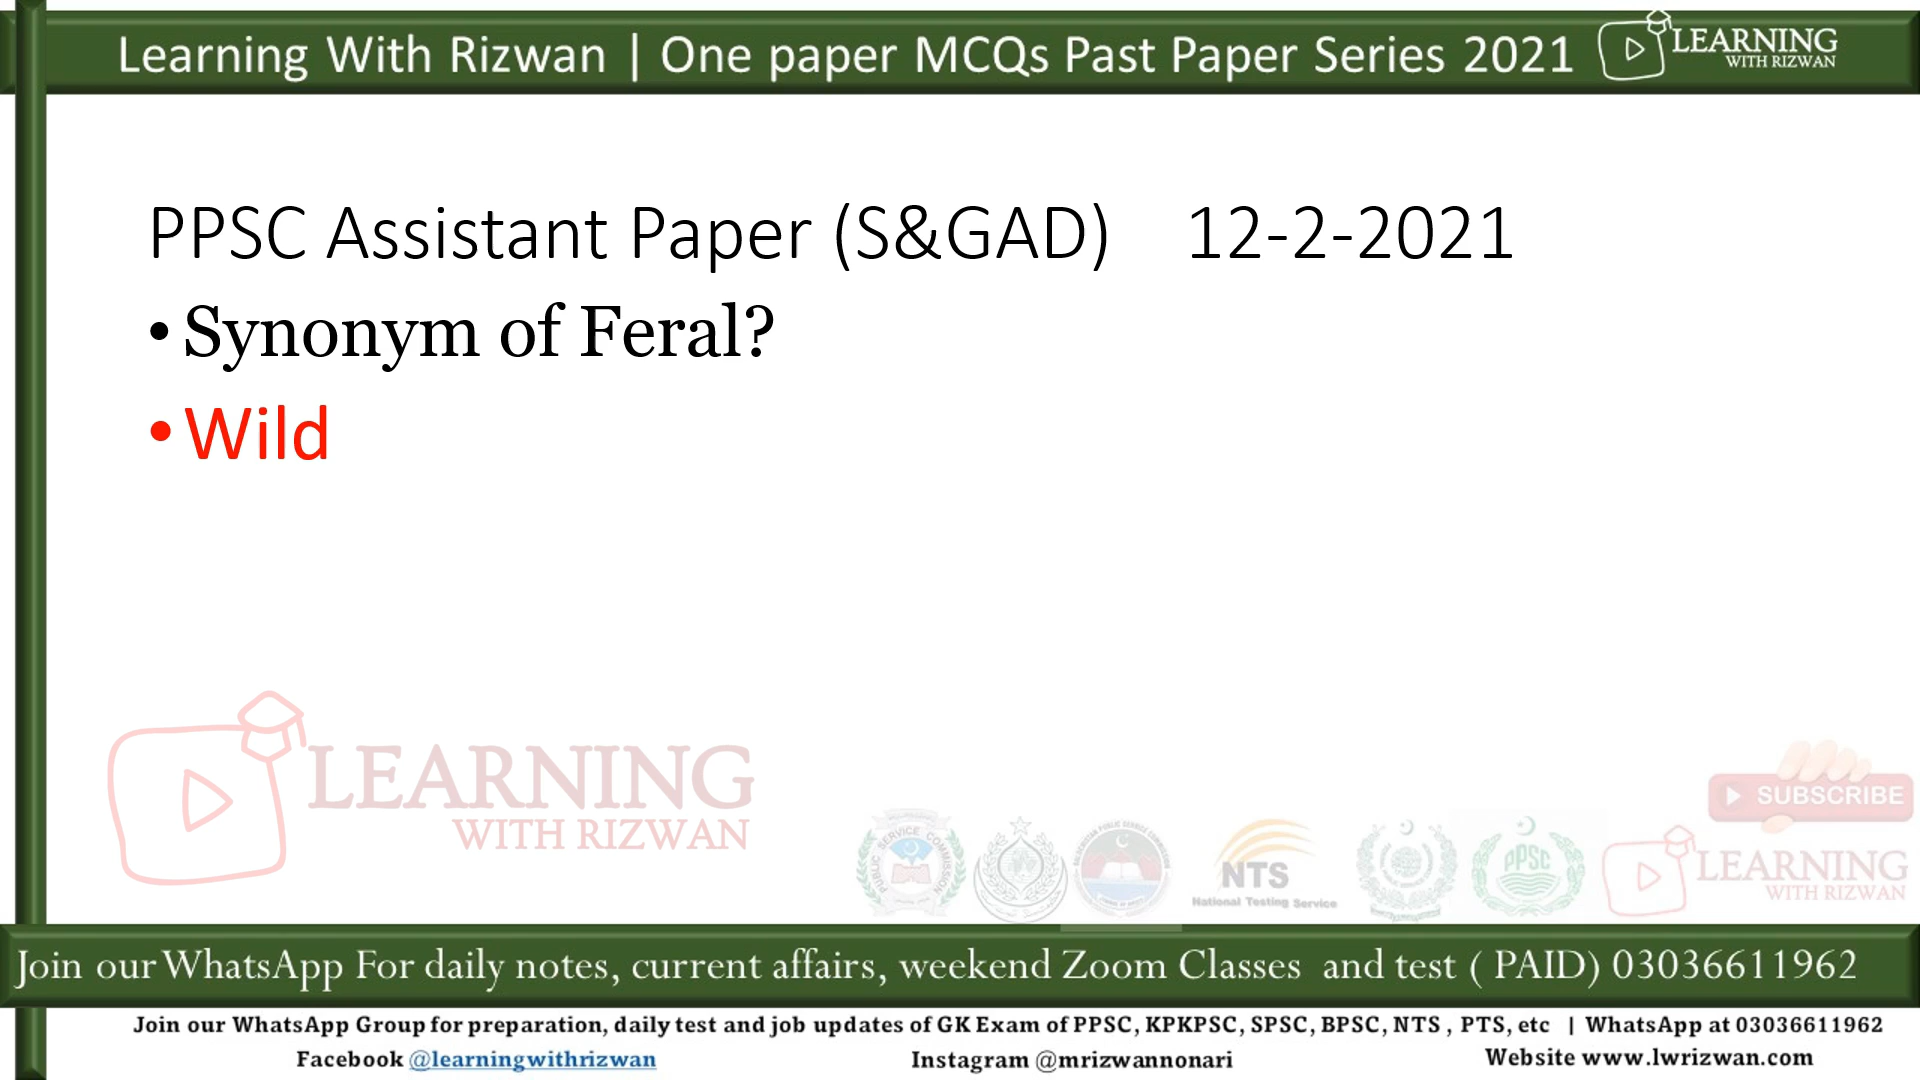 Learning With Rizwan | One paper MCQs Past Paper Series 2021
LEARNING
WITH RIZWAN
PPSC Assistant Paper (S&GAD) 12-2-2021
• Synonym of Feral?
• Wild
LEARNING
WITH RIZWAN
SUBSCRIBE
PUBLIC SERVICE COMMISSION
NTS
National Testing Service
PPSC
LEARNING
WITH RIZWAN
Join our WhatsApp For daily notes, current affairs, weekend Zoom Classes and test ( PAID) 03036611962
Join our WhatsApp Group for preparation, daily test and job updates of GK Exam of PPSC, KPKPSC, SPSC, BPSC, NTS , PTS, etc | WhatsApp at 03036611962
Facebook @learningwithrizwan Instagram @mrizwannonari Website www.lwrizwan.com